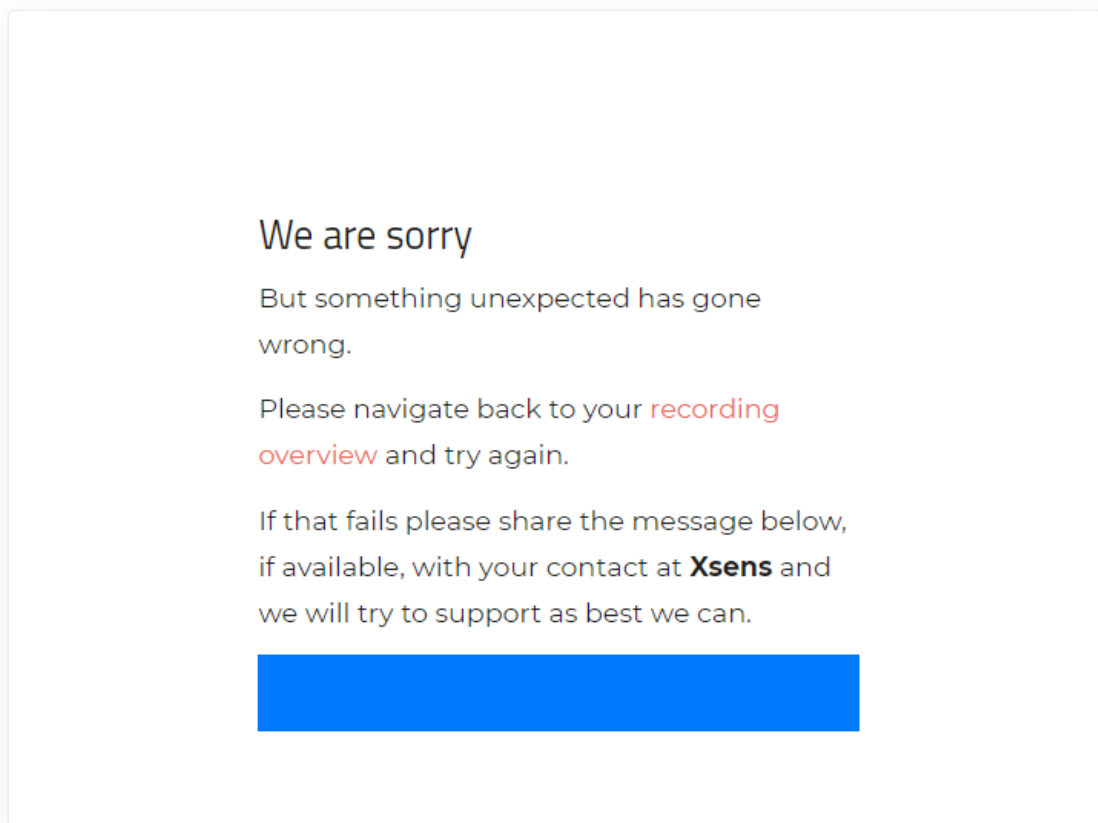 We are sorry
But something unexpected has gone
wrong.
Please navigate back to your recording
overview and try again.
If that fails please share the message below,
if available, with your contact at Xsens and
we will try to support as best we can.